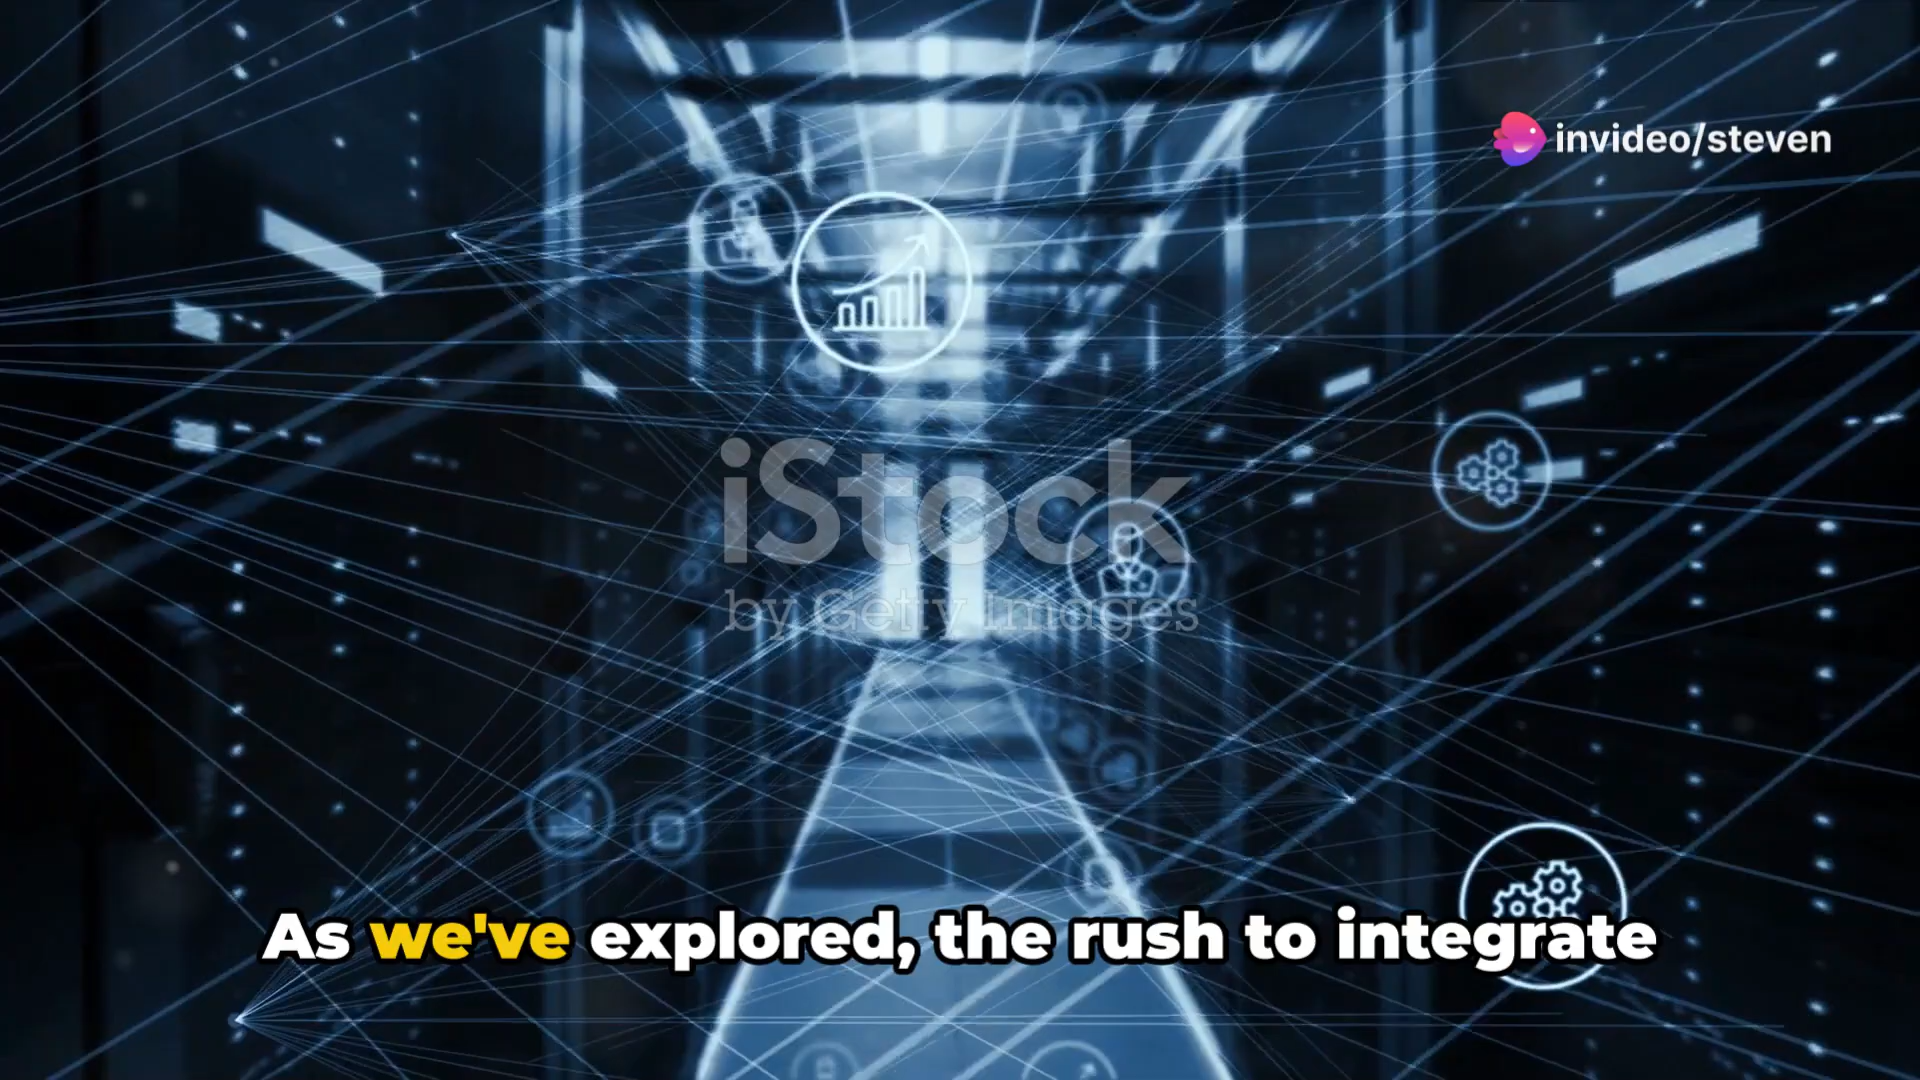 invideo/steven
iStock
by Getty Images
As we've explored, the rush to integrate